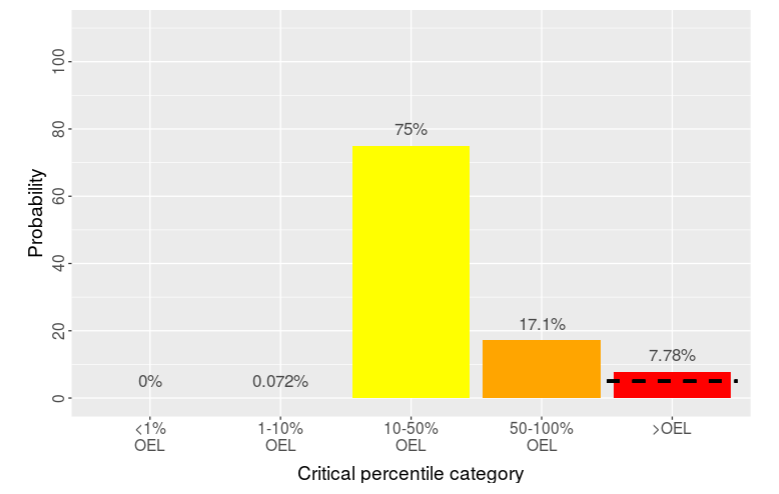 100
80
60
40
20
0
Probability
0%
0.072%
75%
17.1%
7.78%
<1%
OEL
1-10%
OEL
10-50%
OEL
50-100%
OEL
>OEL
Critical percentile category